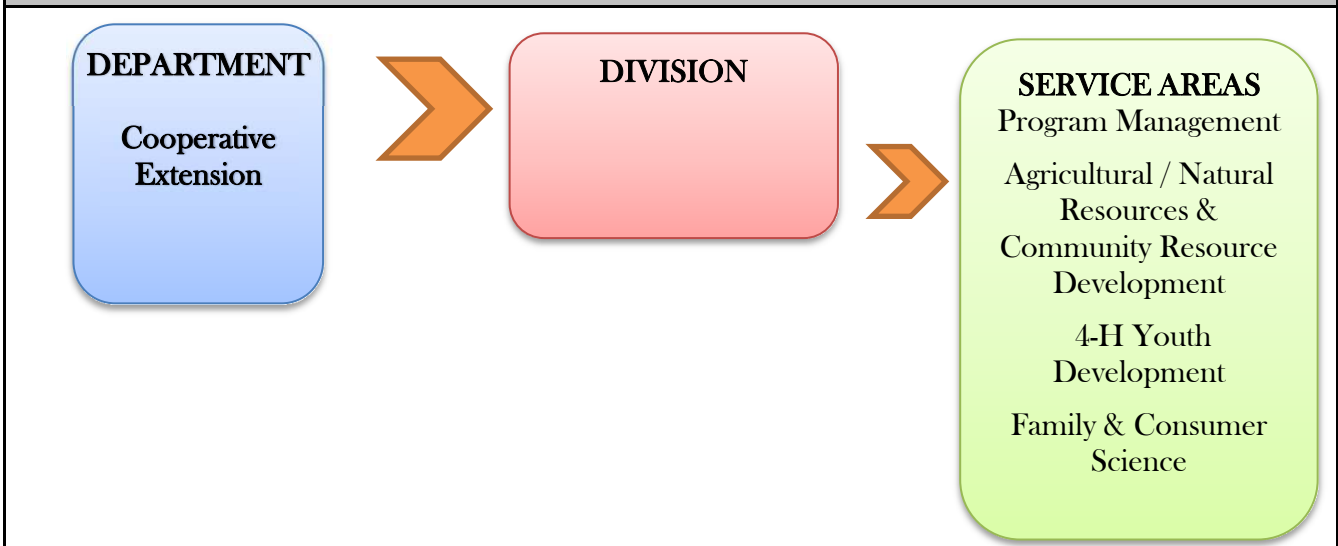 DEPARTMENT
Cooperative
Extension
DIVISION
SERVICE AREAS
Program Management
Agricultural / Natural
Resources &
Community Resource
Development
4-H Youth
Development
Family & Consumer
Science